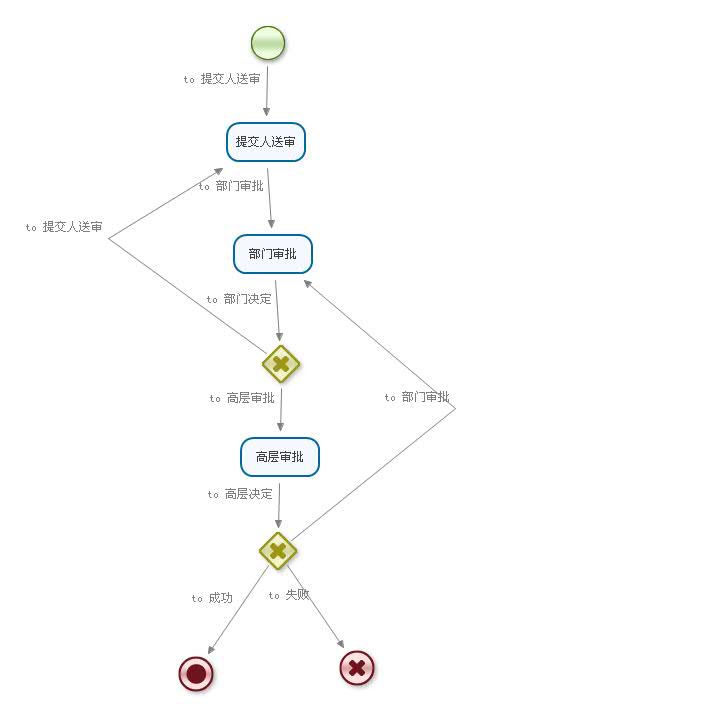 to 提交人送审
提交人送审
to 部门审批
to 提交人送审
部门审批
to 部门决定
to 高层审批
to 部门审批
高层审批
to 高层决定
to 成功
to 失败